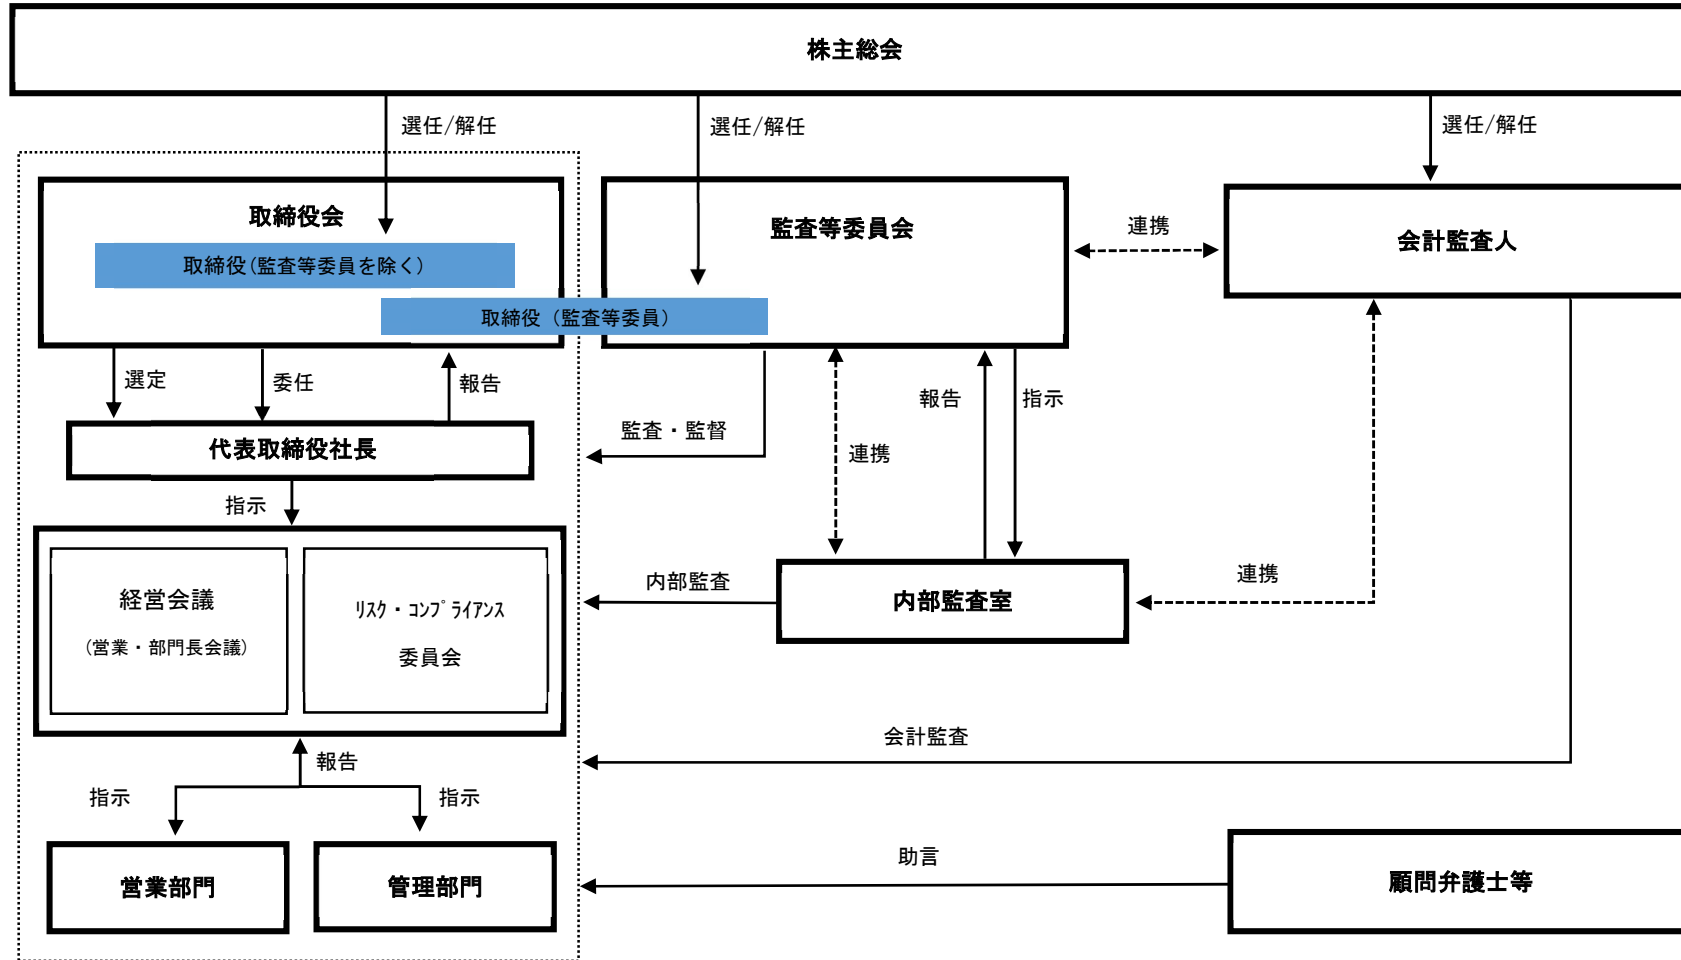 株主総会
選任/解任
選任/解任
選任/解任
取締役会
監査等委員会
連携
会計監査人
取締役(監査等委員を除く)
取締役（監査等委員）
選定
委任
報告
報告
指示
監査・監督
連携
代表取締役社長
指示
内部監査
内部監査室
連携
経営会議
(営業・部門長会議)
ﾘｽｸ・ｺﾝﾌﾟﾗｲｱﾝｽ
委員会
会計監査
報告
指示
指示
助言
営業部門
管理部門
顧問弁護士等